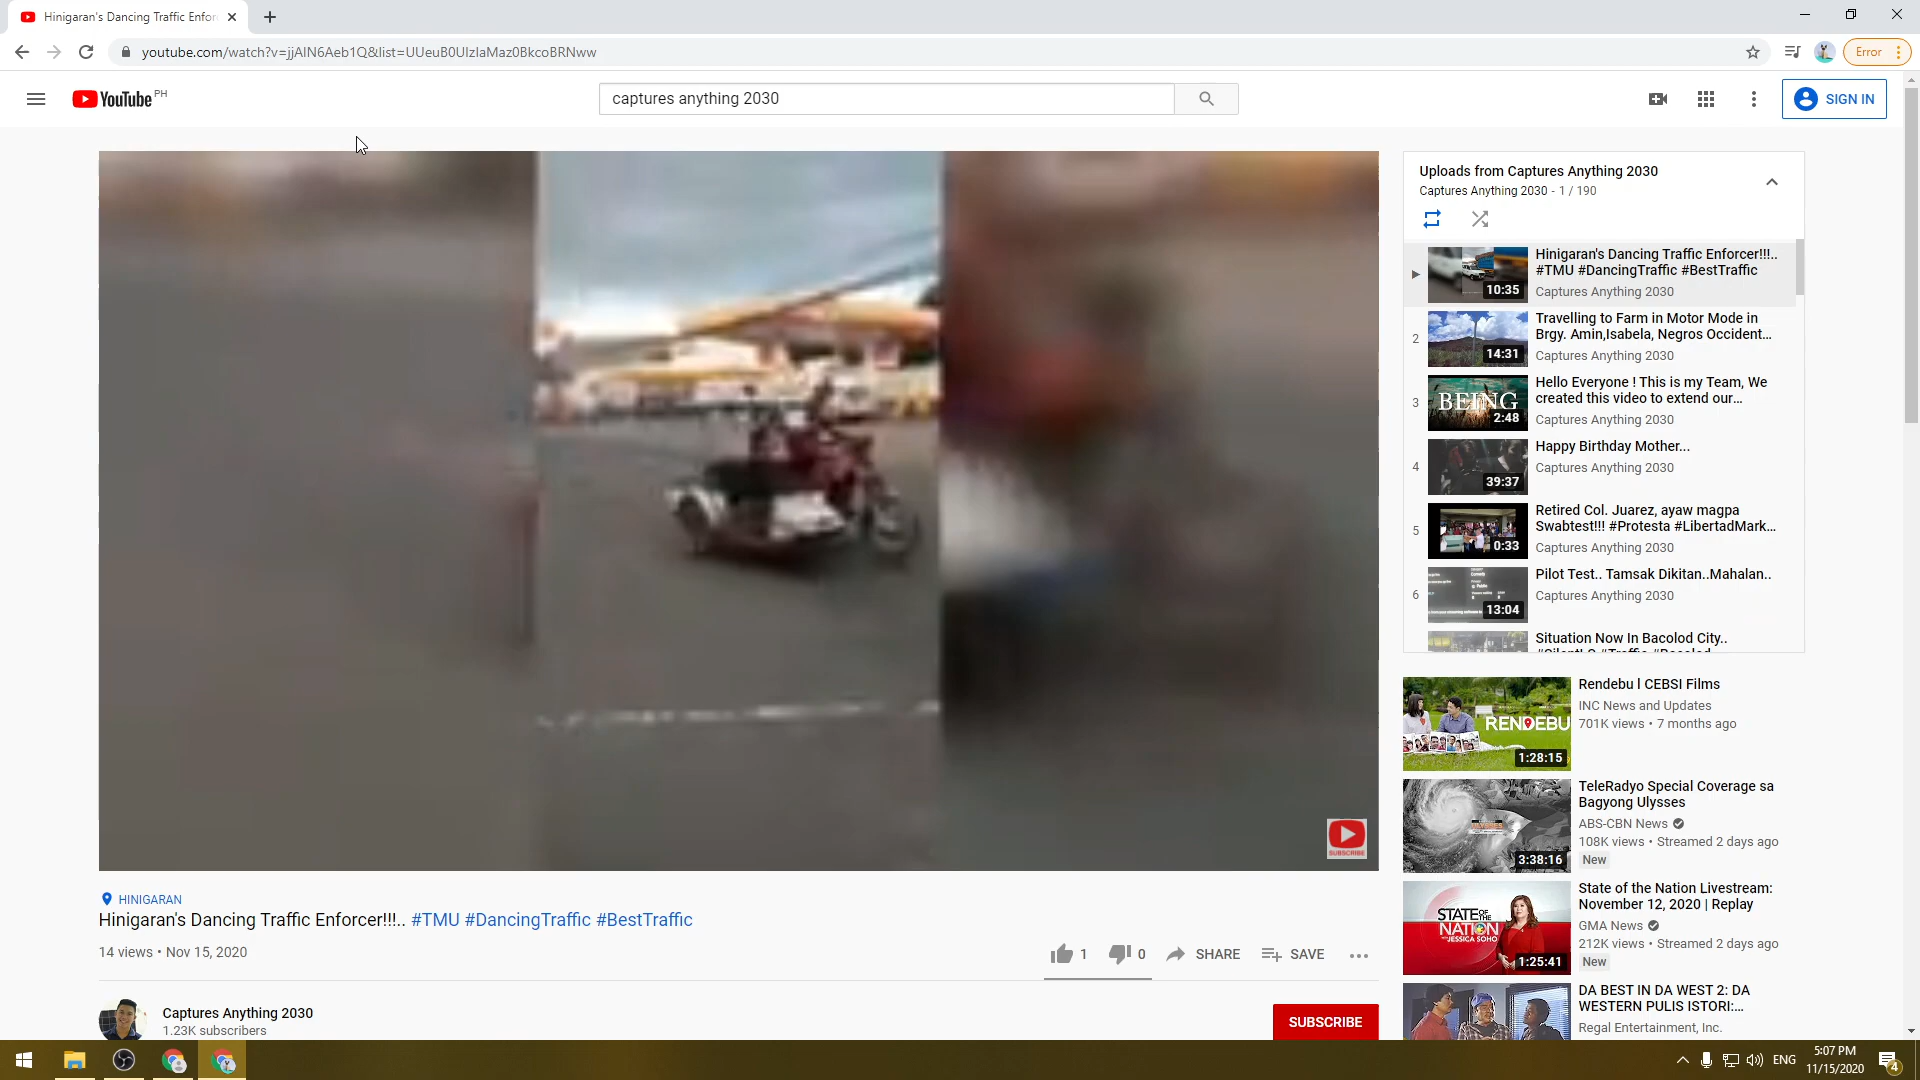 Hinigaran's Dancing Traffic Enfor
youtube.com/watch?v=jjAIN6Aeb1Q&list=UUeuB0UIzIaMaz0BkcoBRNww
Error
YouTube PH
captures anything 2030
SIGN IN
SUBSCRIBE
HINIGARAN
Hinigaran's Dancing Traffic Enforcer!!!.. #TMU #DancingTraffic #BestTraffic
14 views • Nov 15, 2020
1
0
SHARE
SAVE
Captures Anything 2030
1.23K subscribers
SUBSCRIBE
Uploads from Captures Anything 2030
Captures Anything 2030 - 1 / 190
Hinigaran's Dancing Traffic Enforcer!!!..
#TMU #DancingTraffic #BestTraffic
Captures Anything 2030
10:35
2
Travelling to Farm in Motor Mode in
Brgy. Amin,Isabela, Negros Occident...
Captures Anything 2030
14:31
3
BEING
Hello Everyone ! This is my Team, We
created this video to extend our...
Captures Anything 2030
2:48
4
Happy Birthday Mother...
Captures Anything 2030
39:37
5
Retired Col. Juarez, ayaw magpa
Swabtest!!! #Protesta #LibertadMark...
Captures Anything 2030
0:33
6
Pilot Test.. Tamsak Dikitan..Mahalan..
Captures Anything 2030
13:04
Situation Now In Bacolod City..
RENDEBU
1:28:15
Rendebu l CEBSI Films
INC News and Updates
701K views • 7 months ago
3:38:16
TeleRadyo Special Coverage sa
Bagyong Ulysses
ABS-CBN News
108K views • Streamed 2 days ago
New
STATE OF THE
NATION
WITH JESSICA SOHO
1:25:41
State of the Nation Livestream:
November 12, 2020 | Replay
GMA News
212K views • Streamed 2 days ago
New
DA BEST IN DA WEST 2: DA
WESTERN PULIS ISTORI:...
Regal Entertainment, Inc.
ENG
5:07 PM
11/15/2020
4